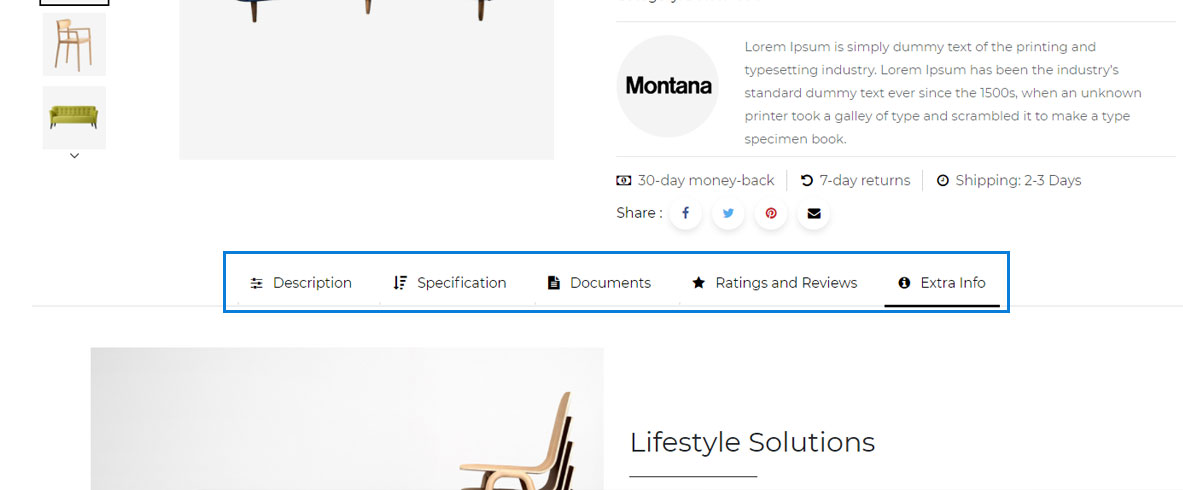 Montana
Lorem Ipsum is simply dummy text of the printing and
typesetting industry. Lorem Ipsum has been the industry's
standard dummy text ever since the 1500s, when an unknown
printer took a galley of type and scrambled it to make a type
specimen book.
30-day money-back 7-day returns Shipping: 2-3 Days
Share :
Description Specification Documents Ratings and Reviews Extra Info
Lifestyle Solutions